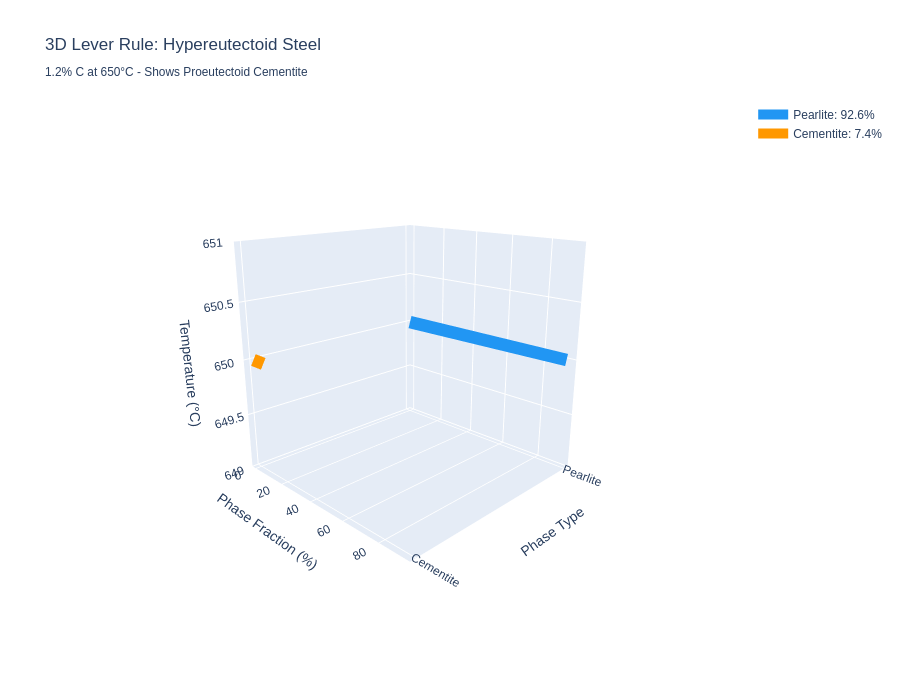 3D Lever Rule: Hypereutectoid Steel
1.2% C at 650°C - Shows Proeutectoid Cementite
Pearlite: 92.6%
Cementite: 7.4%
651
650.5
650
649.5
649
Temperature (°C)
0
20
40
60
80
Phase Fraction (%)
Pearlite
Cementite
Phase Type